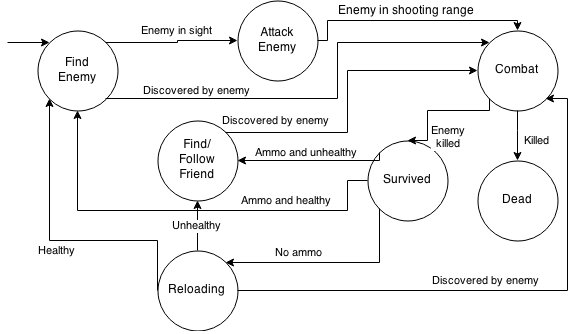 Enemy in shooting range
Enemy in sight
Attack
Enemy
Find
Enemy
Combat
Discovered by enemy
Discovered by enemy
Find/
Follow
Friend
Enemy
killed
Killed
Ammo and unhealthy
Survived
Ammo and healthy
Dead
Unhealthy
Healthy
No ammo
Reloading
Discovered by enemy